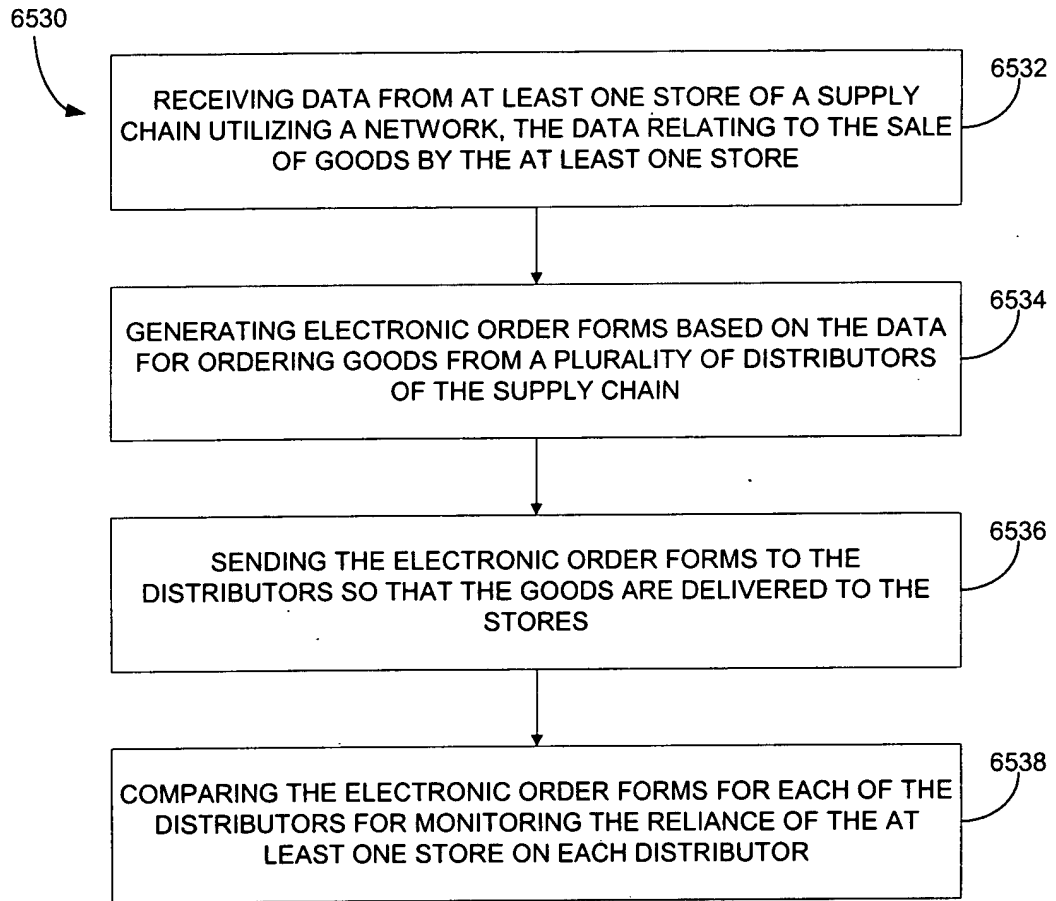 6530
6532
RECEIVING DATA FROM AT LEAST ONE STORE OF A SUPPLY
CHAIN UTILIZING A NETWORK, THE DATA RELATING TO THE SALE
OF GOODS BY THE AT LEAST ONE STORE
6534
GENERATING ELECTRONIC ORDER FORMS BASED ON THE DATA
FOR ORDERING GOODS FROM A PLURALITY OF DISTRIBUTORS
OF THE SUPPLY CHAIN
6536
SENDING THE ELECTRONIC ORDER FORMS TO THE
DISTRIBUTORS SO THAT THE GOODS ARE DELIVERED TO THE
STORES
6538
COMPARING THE ELECTRONIC ORDER FORMS FOR EACH OF THE
DISTRIBUTORS FOR MONITORING THE RELIANCE OF THE AT
LEAST ONE STORE ON EACH DISTRIBUTOR